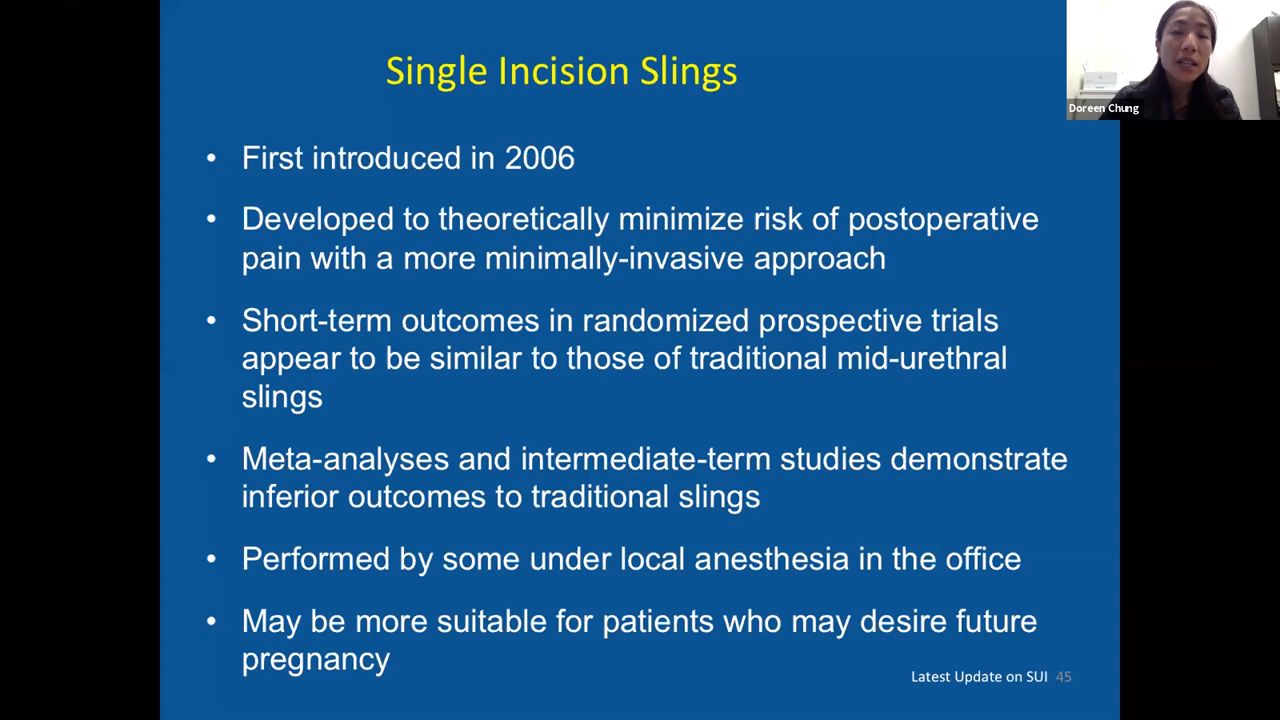 Single Incision Slings
Doreen Chung
• First introduced in 2006
• Developed to theoretically minimize risk of postoperative
pain with a more minimally-invasive approach
• Short-term outcomes in randomized prospective trials
appear to be similar to those of traditional mid-urethral
slings
• Meta-analyses and intermediate-term studies demonstrate
inferior outcomes to traditional slings
• Performed by some under local anesthesia in the office
• May be more suitable for patients who may desire future
pregnancy
Latest Update on SUI 45